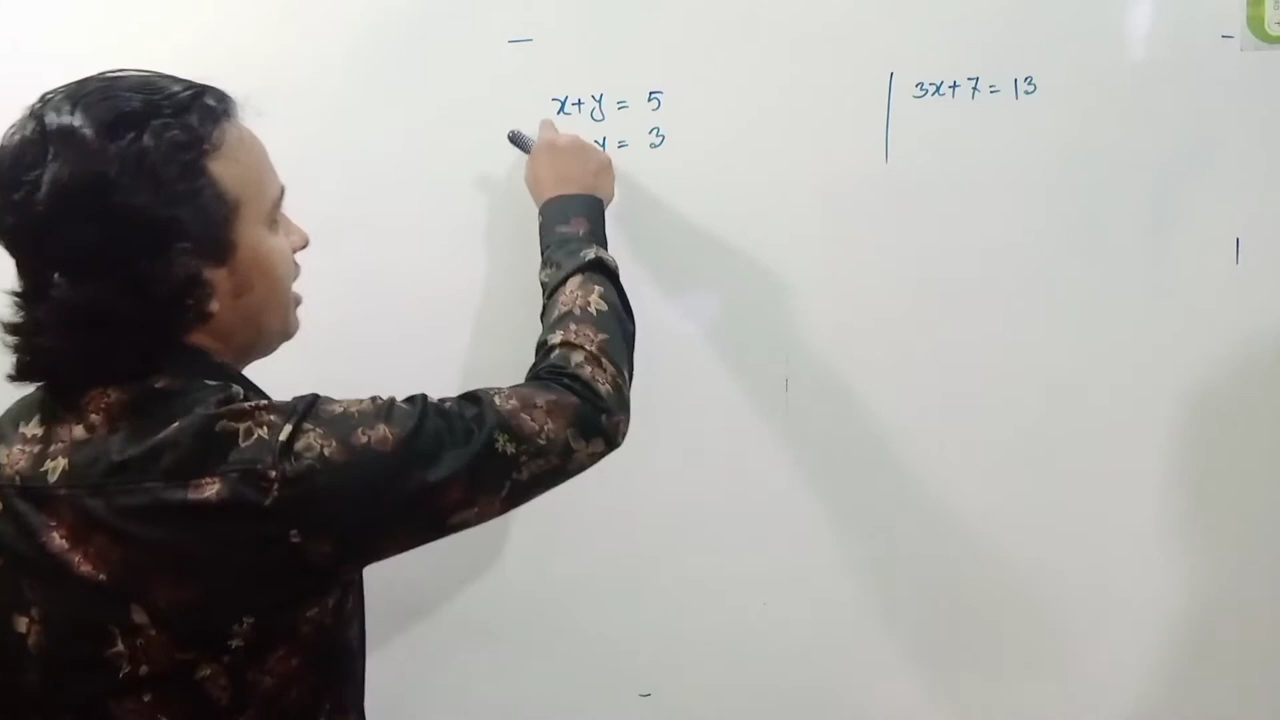 x+y = 5
y = 3
3x+7 = 13